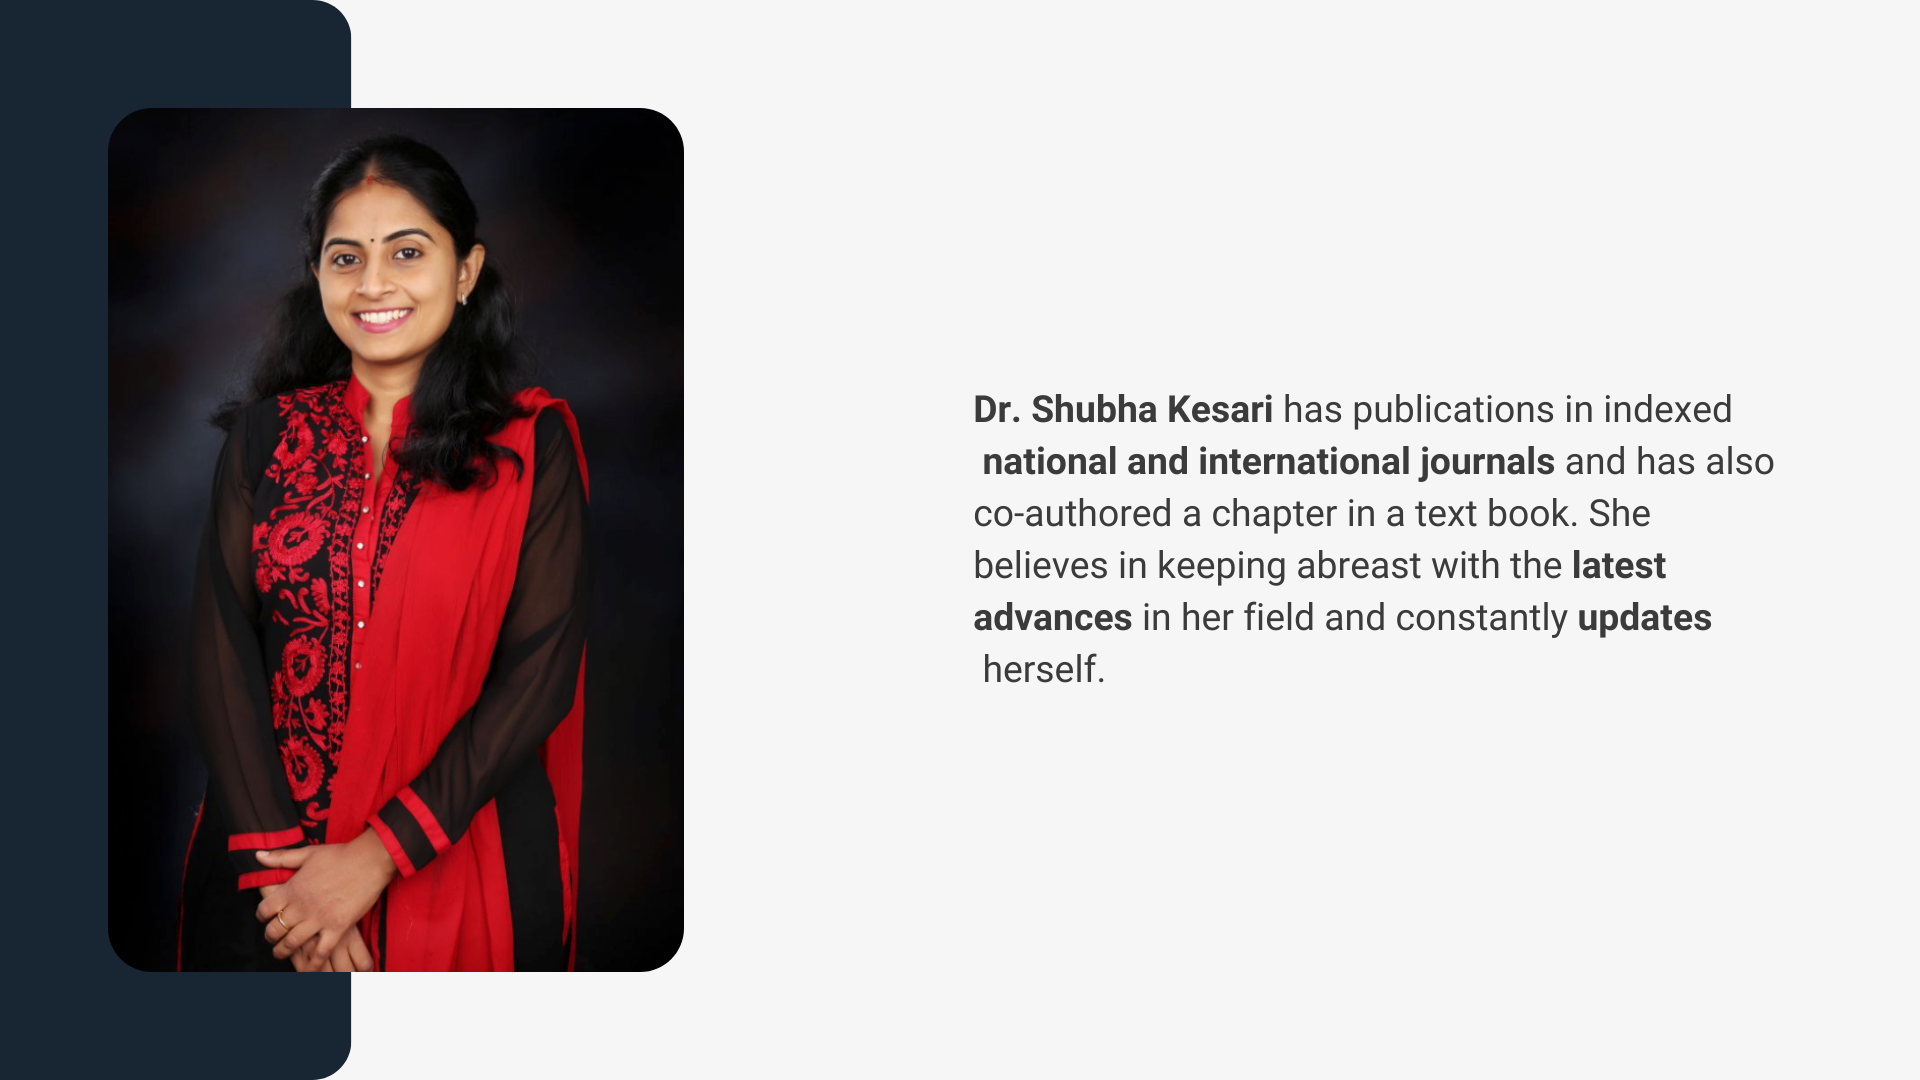 Dr. Shubha Kesari has publications in indexed
national and international journals and has also
co-authored a chapter in a text book. She
believes in keeping abreast with the latest
advances in her field and constantly updates
herself.